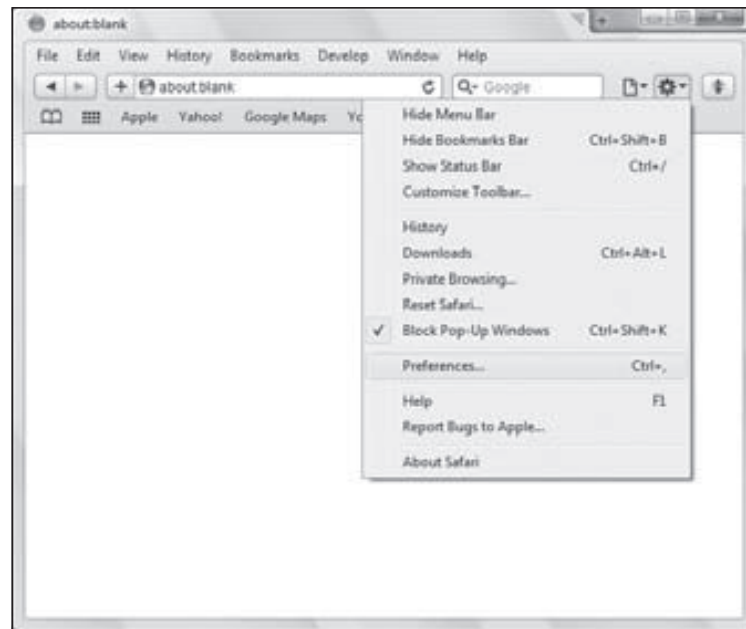 about:blank
File Edit View History Bookmarks Develop Window Help
about:blank Google
Apple Yahoo! Google Maps
Hide Menu Bar
Hide Bookmarks Bar Ctrl+Shift+B
Show Status Bar Ctrl+/
Customize Toolbar...
History
Downloads Ctrl+Alt+L
Private Browsing...
Reset Safari...
Block Pop-Up Windows Ctrl+Shift+K
Preferences... Ctrl+,
Help F1
Report Bugs to Apple...
About Safari